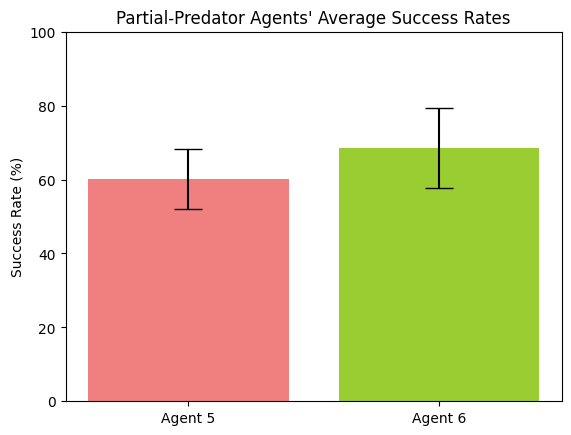 Partial-Predator Agents' Average Success Rates
100
80
60
40
20
0
Success Rate (%)
Agent 5
Agent 6